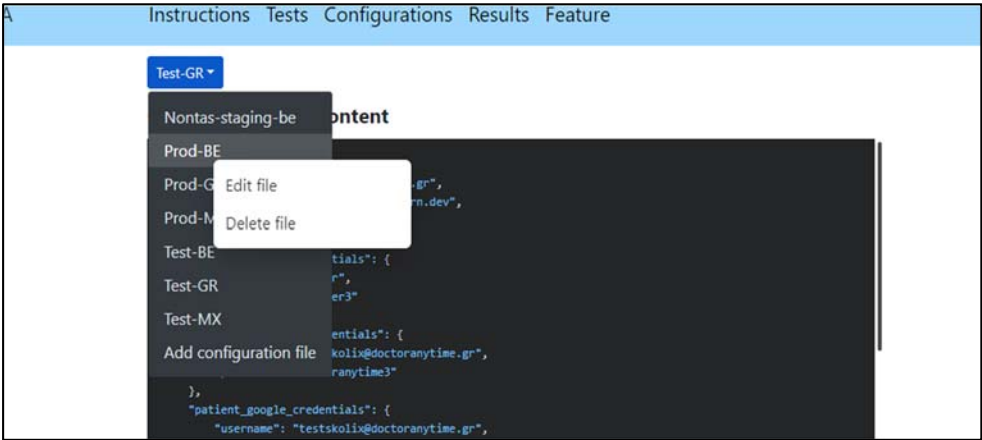 A Instructions Tests Configurations Results Feature
Test-GR
Nontas-staging-be
ontent
Prod-BE
Prod-G
.gr",
Edit file
rn.dev",
Prod-M
Delete file
Test-BE
tials": {
r",
Test-GR
er3"
Test-MX
entials": {
Add configuration file
kolix@doctoranytime.gr",
ranytime3"
},
"patient_google_credentials": {
"username": "testskolix@doctoranytime.gr",